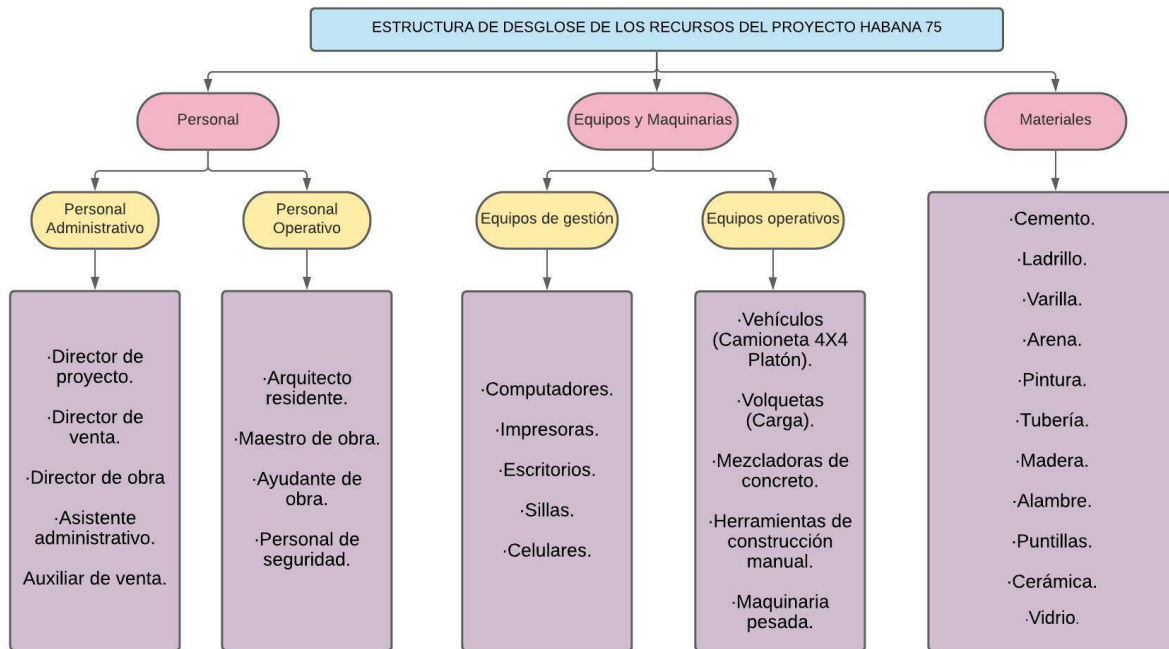 ESTRUCTURA DE DESGLOSE DE LOS RECURSOS DEL PROYECTO HABANA 75
Personal
Equipos y Maquinarias
Materiales
Personal
Administrativo
Personal
Operativo
Equipos de gestión
Equipos operativos
·Director de
proyecto.
·Director de
venta.
·Director de obra
·Asistente
administrativo.
Auxiliar de venta.
·Arquitecto
residente.
·Maestro de obra.
·Ayudante de
obra.
·Personal de
seguridad.
·Computadores.
·Impresoras.
·Escritorios.
·Sillas.
·Celulares.
·Vehículos
(Camioneta 4X4
Platón).
·Volquetas
(Carga).
·Mezcladoras de
concreto.
·Herramientas de
construcción
manual.
·Maquinaria
pesada.
·Cemento.
·Ladrillo.
·Varilla.
·Arena.
·Pintura.
·Tubería.
·Madera.
·Alambre.
·Puntillas.
·Cerámica.
·Vidrio.